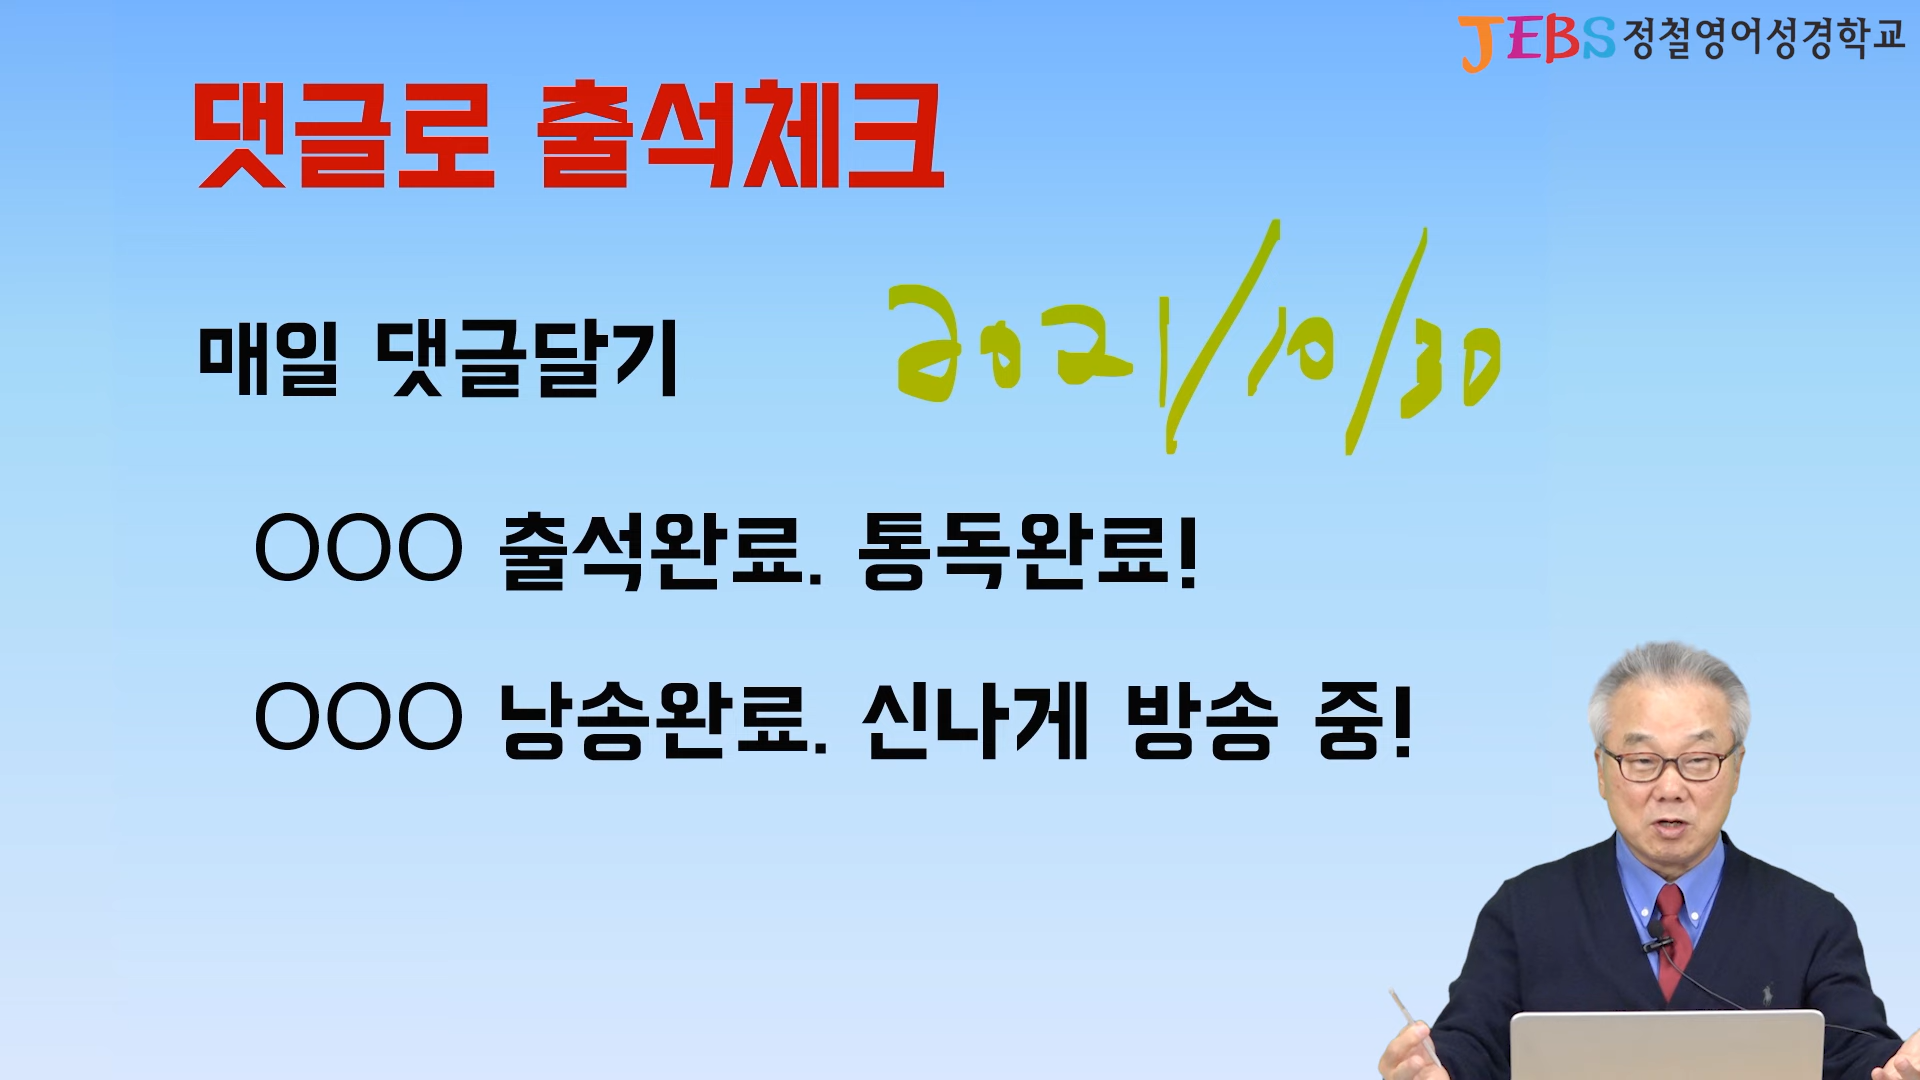 JEBS 정철영어성경학교
댓글로 출석체크
매일 댓글달기 2021/10/30
○○○ 출석완료. 통독완료!
○○○ 낭송완료. 신나게 방송 중!